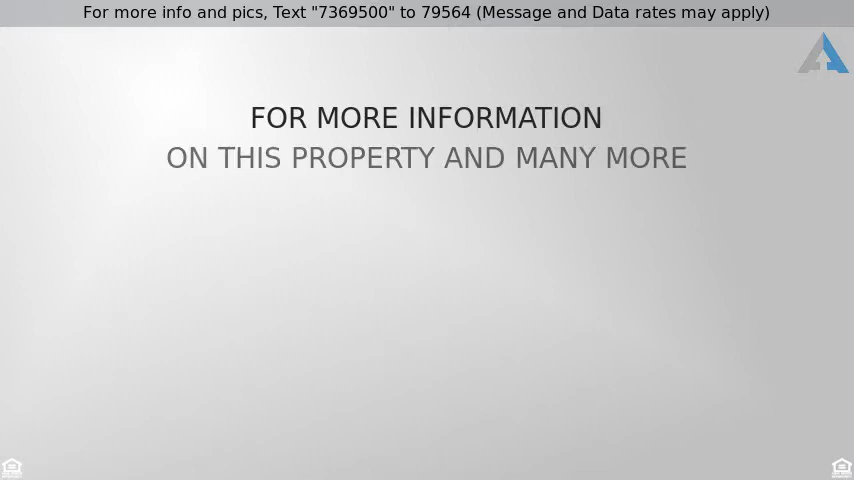 For more info and pics, Text "7369500" to 79564 (Message and Data rates may apply)
FOR MORE INFORMATION
ON THIS PROPERTY AND MANY MORE